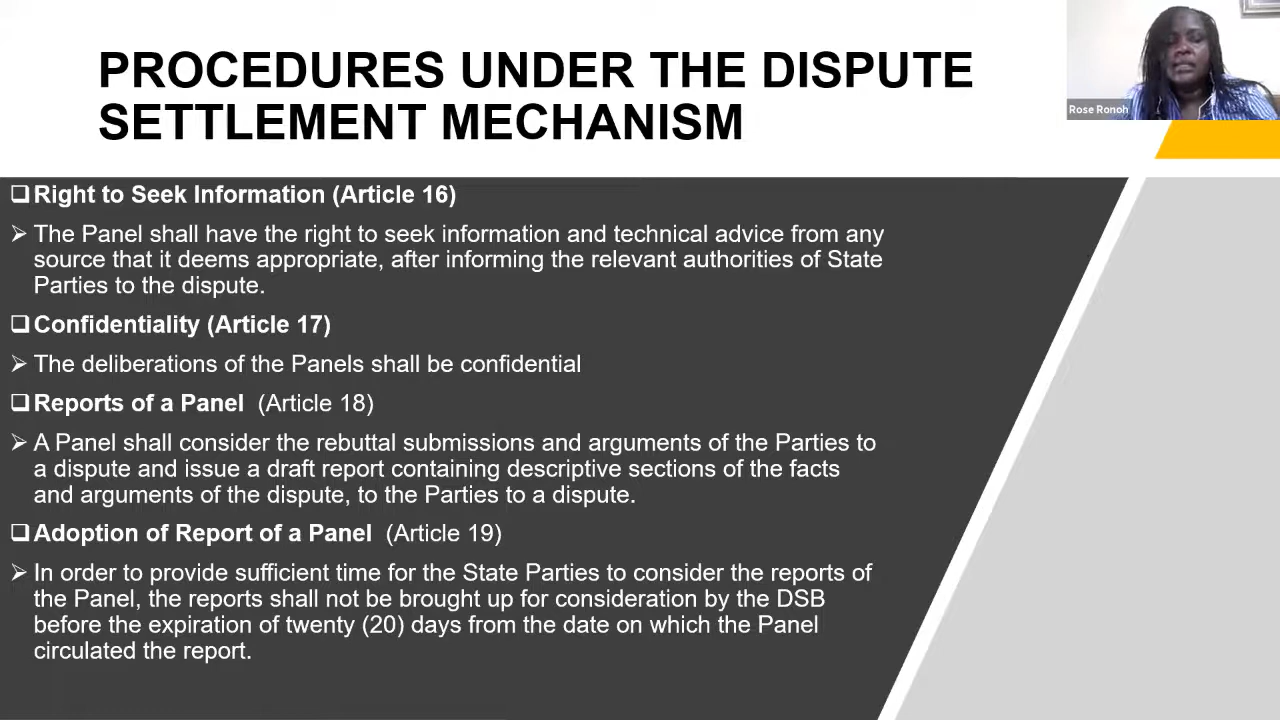 PROCEDURES UNDER THE DISPUTE
SETTLEMENT MECHANISM
Rose Ronoh
Right to Seek Information (Article 16)
The Panel shall have the right to seek information and technical advice from any
source that it deems appropriate, after informing the relevant authorities of State
Parties to the dispute.
Confidentiality (Article 17)
The deliberations of the Panels shall be confidential
Reports of a Panel (Article 18)
A Panel shall consider the rebuttal submissions and arguments of the Parties to
a dispute and issue a draft report containing descriptive sections of the facts
and arguments of the dispute, to the Parties to a dispute.
Adoption of Report of a Panel (Article 19)
In order to provide sufficient time for the State Parties to consider the reports of
the Panel, the reports shall not be brought up for consideration by the DSB
before the expiration of twenty (20) days from the date on which the Panel
circulated the report.